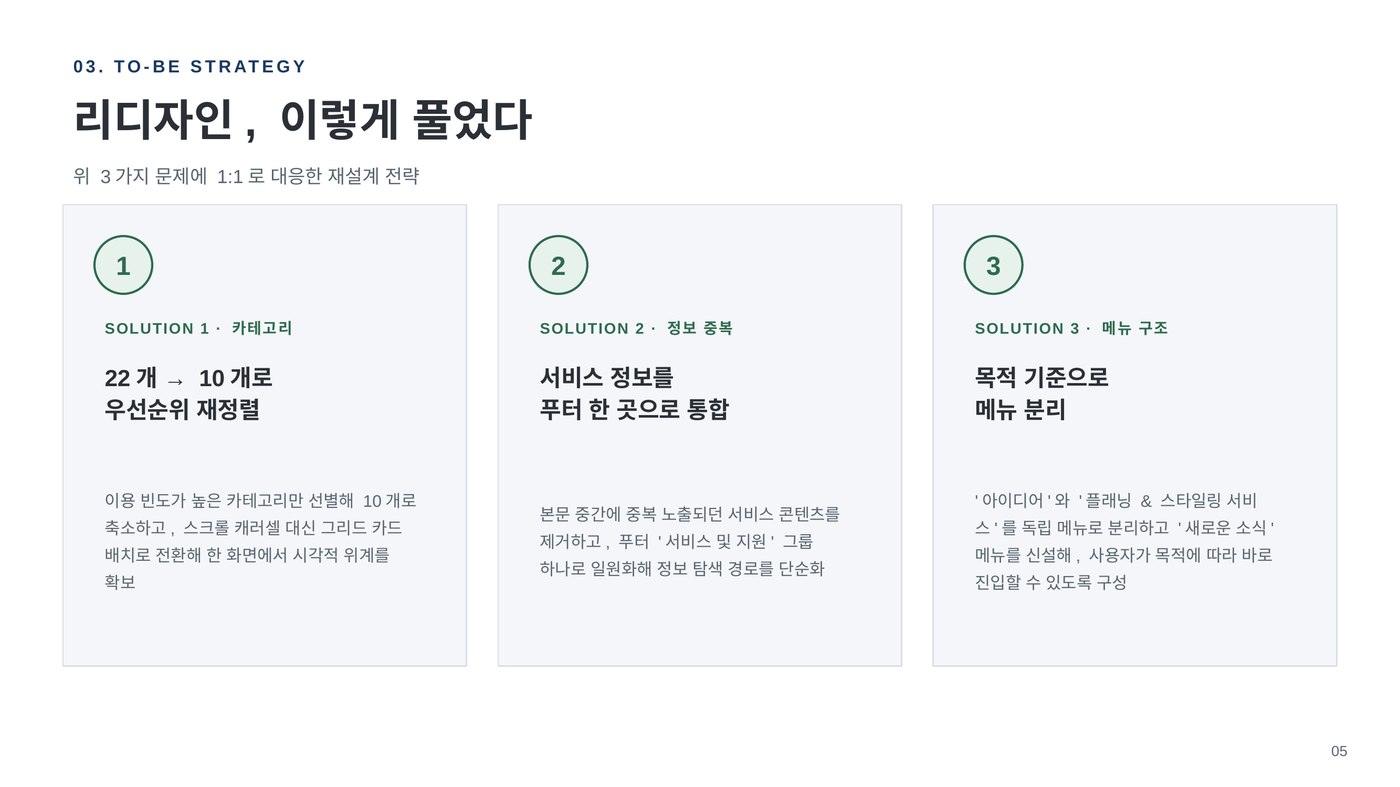 03. TO-BE STRATEGY
리디자인 , 이렇게 풀었다
위 3 가지 문제에 1:1 로 대응한 재설계 전략
1
SOLUTION 1 · 카테고리
22 개 → 10 개로
우선순위 재정렬
이용 빈도가 높은 카테고리만 선별해 10 개로
축소하고 , 스크롤 캐러셀 대신 그리드 카드
배치로 전환해 한 화면에서 시각적 위계를
확보
2
SOLUTION 2 · 정보 중복
서비스 정보를
푸터 한 곳으로 통합
본문 중간에 중복 노출되던 서비스 콘텐츠를
제거하고 , 푸터 ' 서비스 및 지원 ' 그룹
하나로 일원화해 정보 탐색 경로를 단순화
3
SOLUTION 3 · 메뉴 구조
목적 기준으로
메뉴 분리
' 아이디어 ' 와 ' 플래닝 & 스타일링 서비
스 ' 를 독립 메뉴로 분리하고 ' 새로운 소식 '
메뉴를 신설해 , 사용자가 목적에 따라 바로
진입할 수 있도록 구성
05